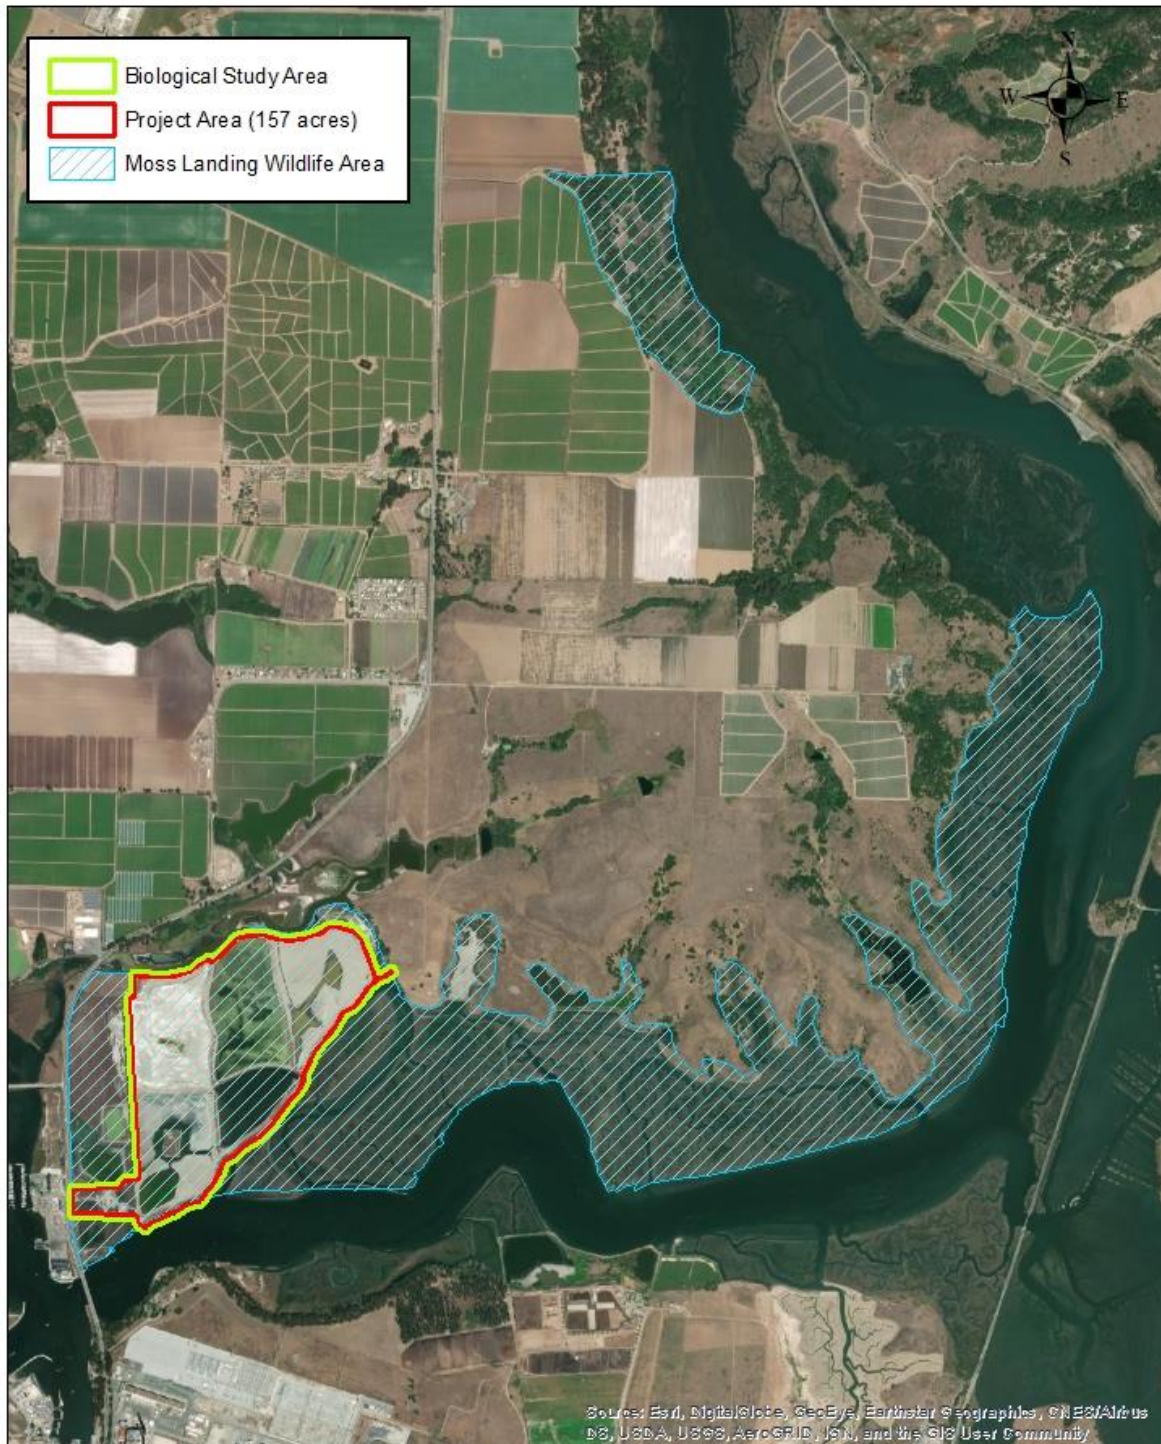 Biological Study Area
Project Area (157 acres)
Moss Landing Wildlife Area
N
W E
S
Source: Esri, DigitalGlobe, GeoEye, Earthstar Geographics, CNES/Airbus
DS, USDA, USGS, AeroGRID, IGN, and the GIS User Community